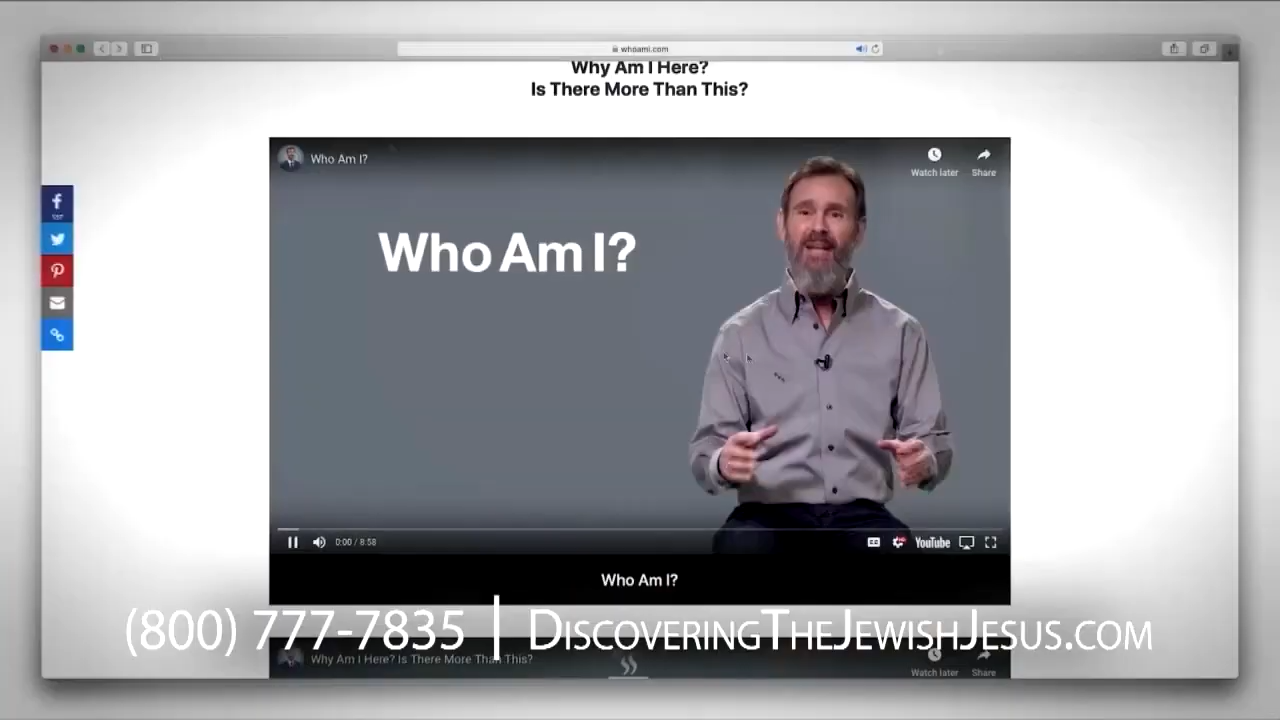 whoami.com
Why Am I Here?
Is There More Than This?
Who Am I?
Watch later
Share
Who Am I?
0:00 / 8:58
YouTube
Who Am I?
(800) 777-7835 | DISCOVERINGTHEJEWISHJESUS.COM
Why Am I Here? Is There More Than This?
Watch later
Share